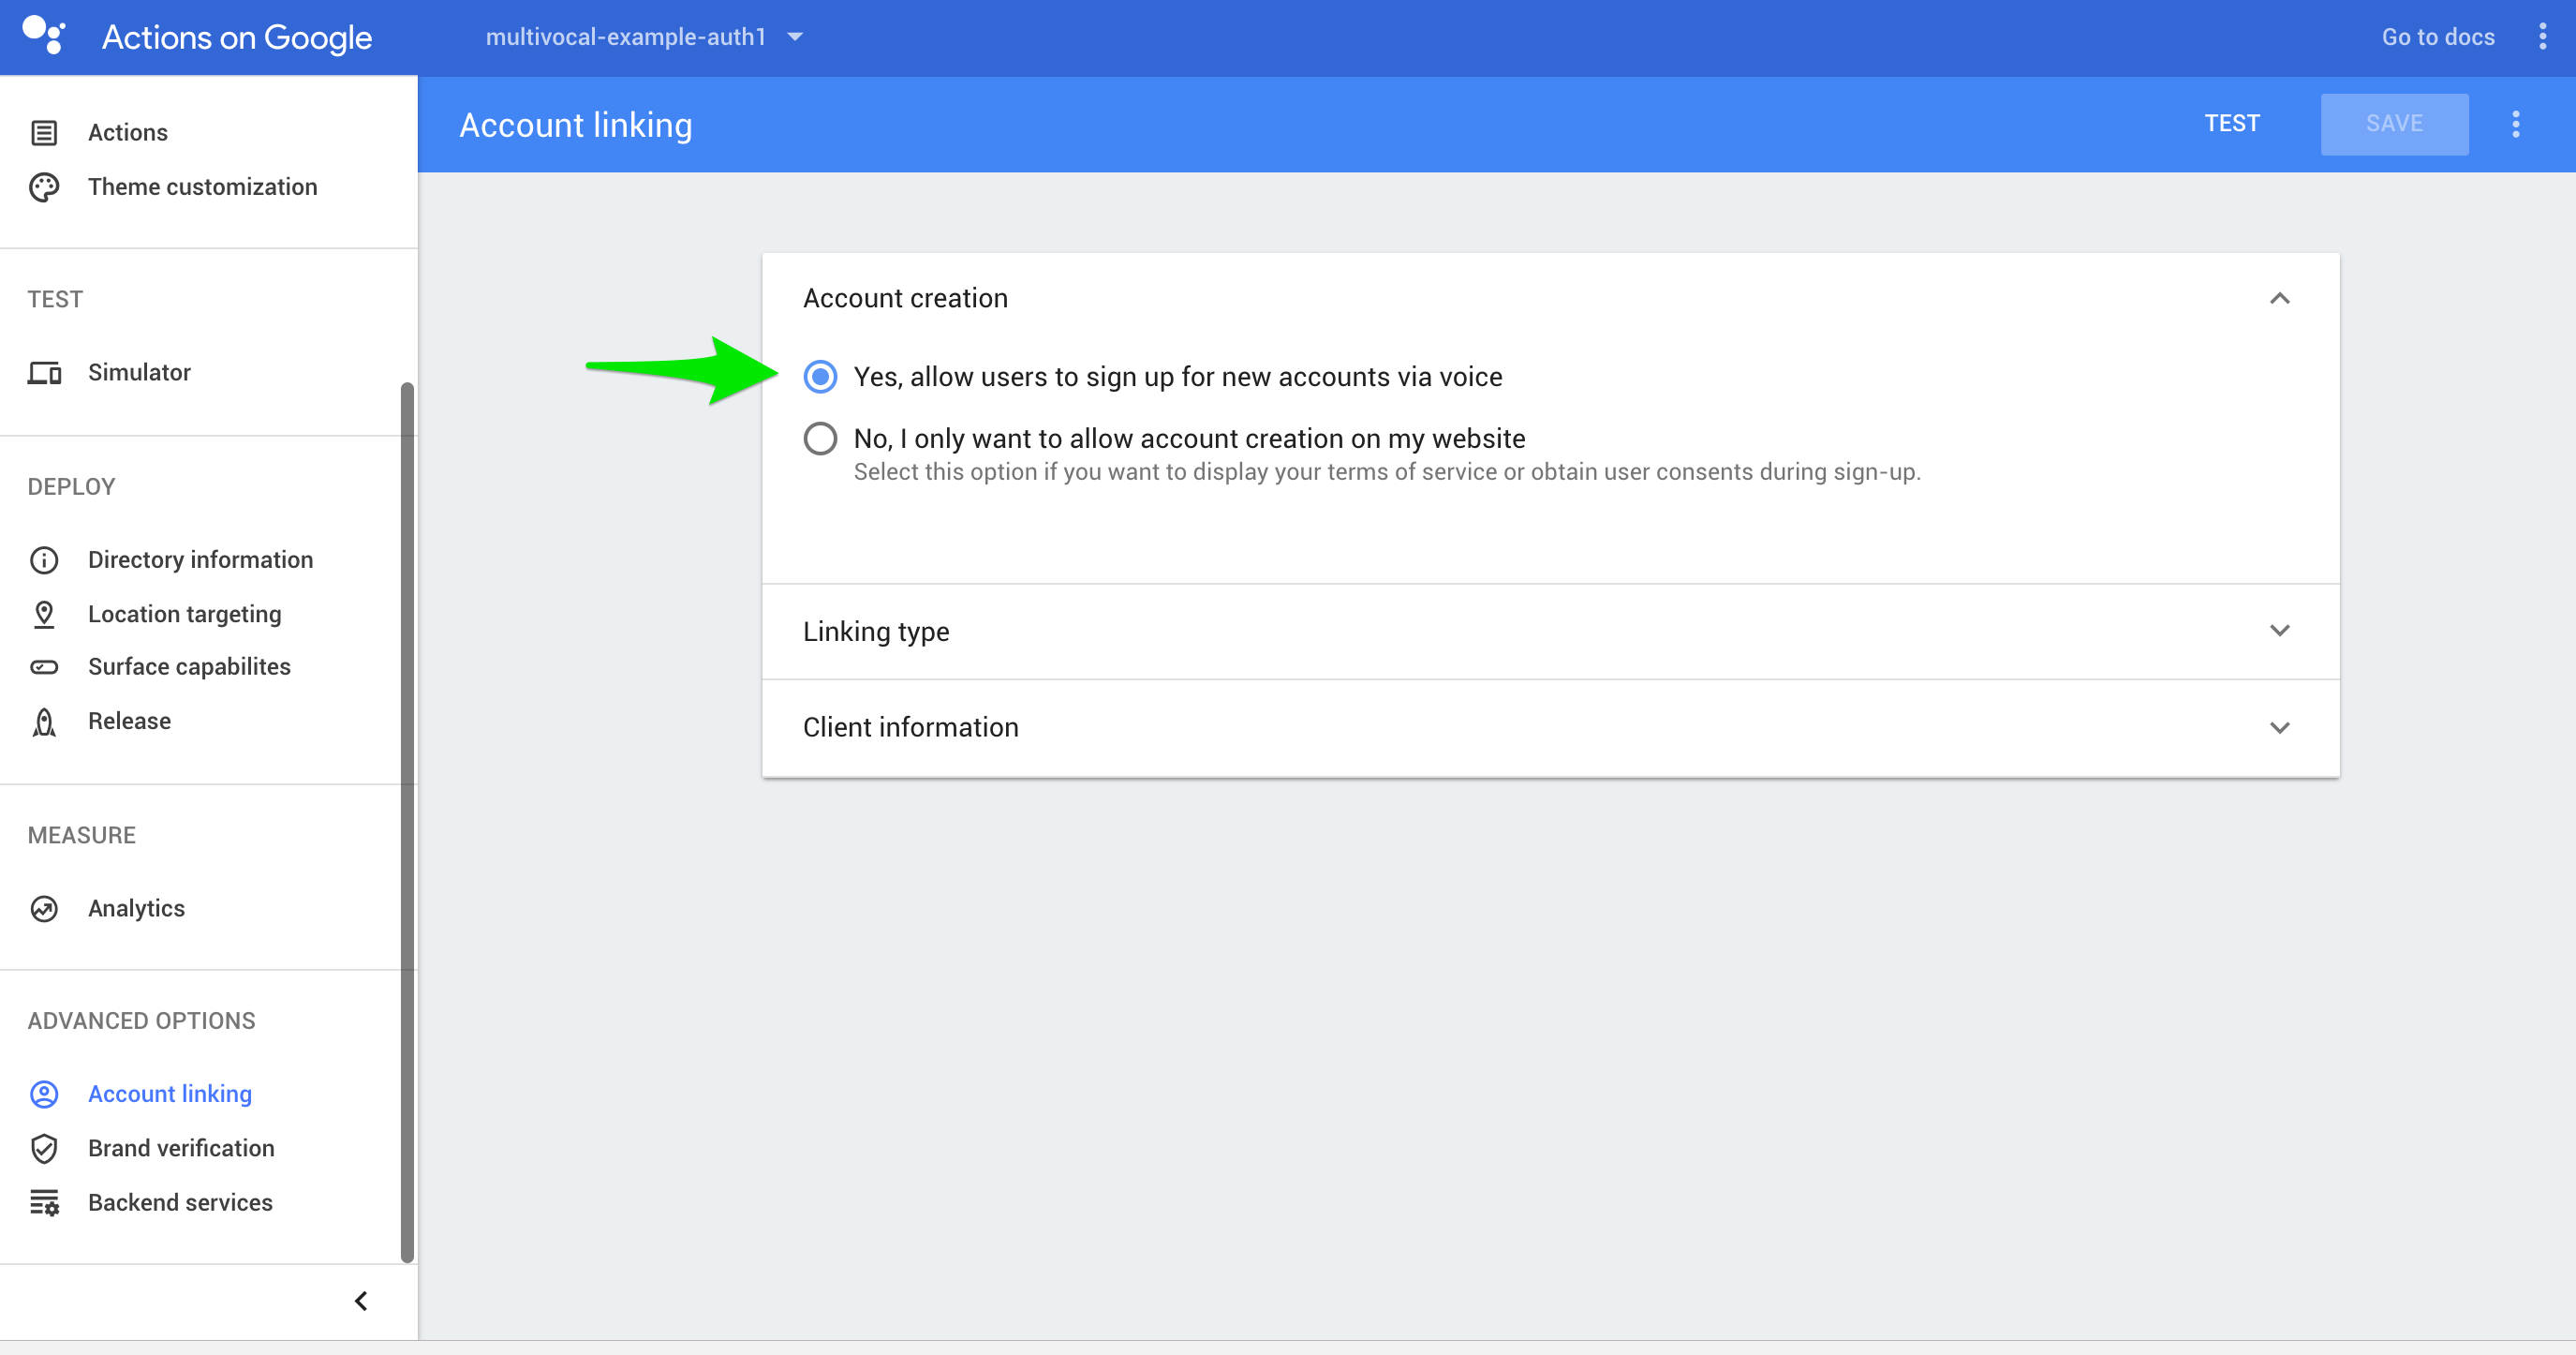 Actions on Google
multivocal-example-auth1
Go to docs
Account linking
TEST
SAVE
Actions
Theme customization
TEST
Simulator
DEPLOY
Directory information
Location targeting
Surface capabilites
Release
MEASURE
Analytics
ADVANCED OPTIONS
Account linking
Brand verification
Backend services
Account creation
Yes, allow users to sign up for new accounts via voice
No, I only want to allow account creation on my website
Select this option if you want to display your terms of service or obtain user consents during sign-up.
Linking type
Client information